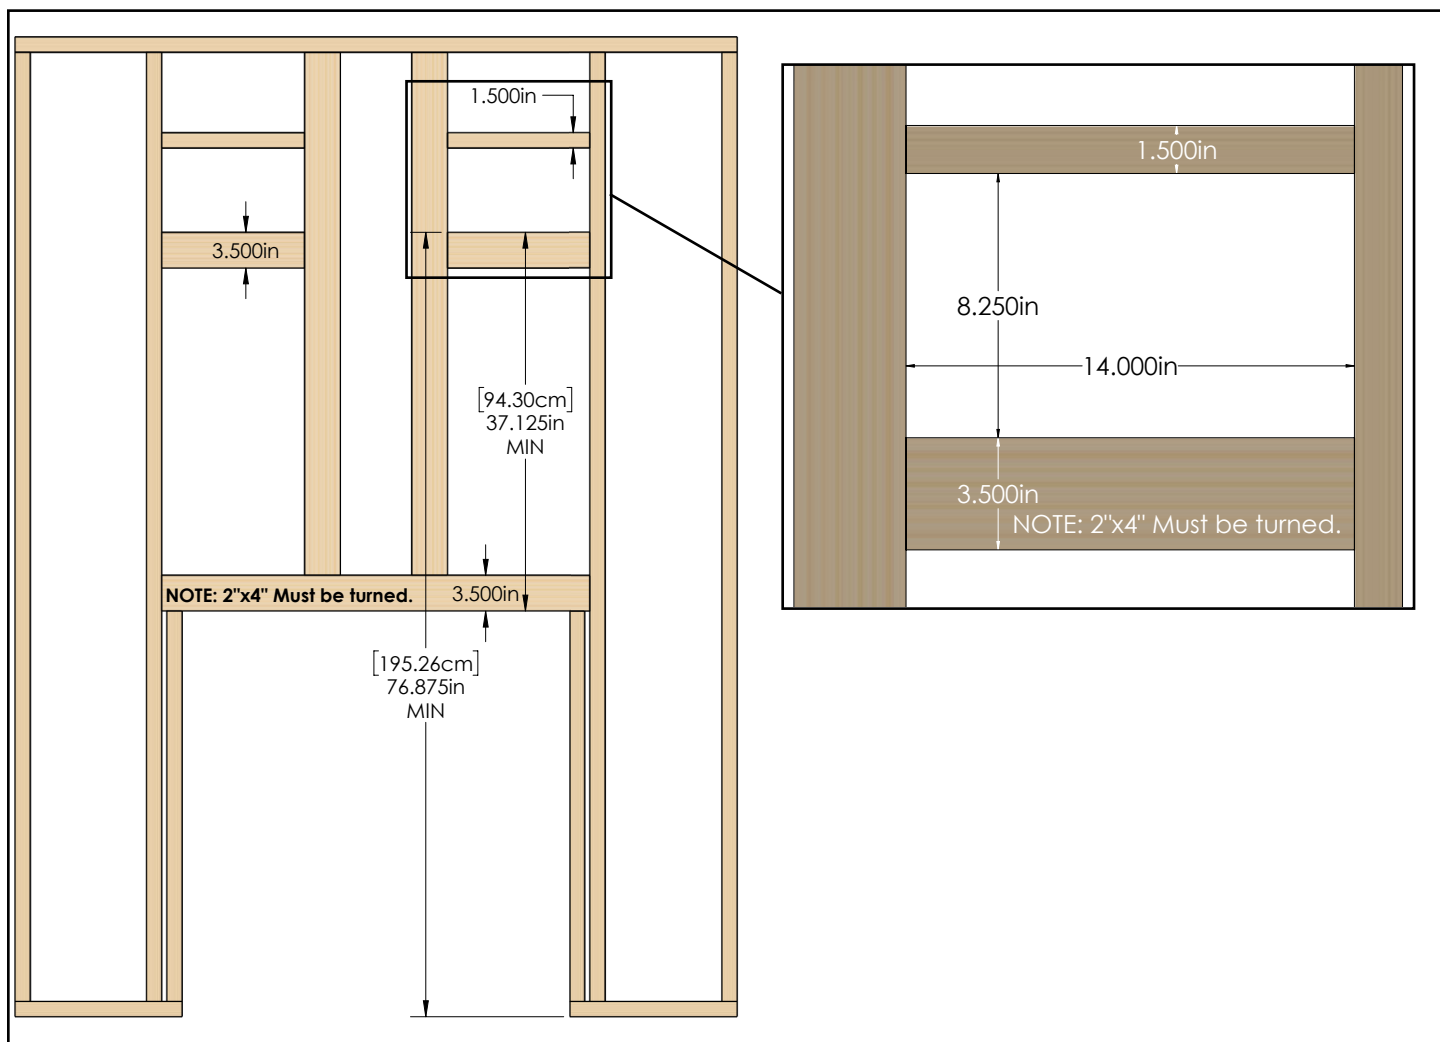 1.500in
3.500in
[94.30cm]
37.125in
MIN
NOTE: 2"x4" Must be turned.
3.500in
[195.26cm]
76.875in
MIN
1.500in
8.250in
14.000in
3.500in
NOTE: 2"x4" Must be turned.